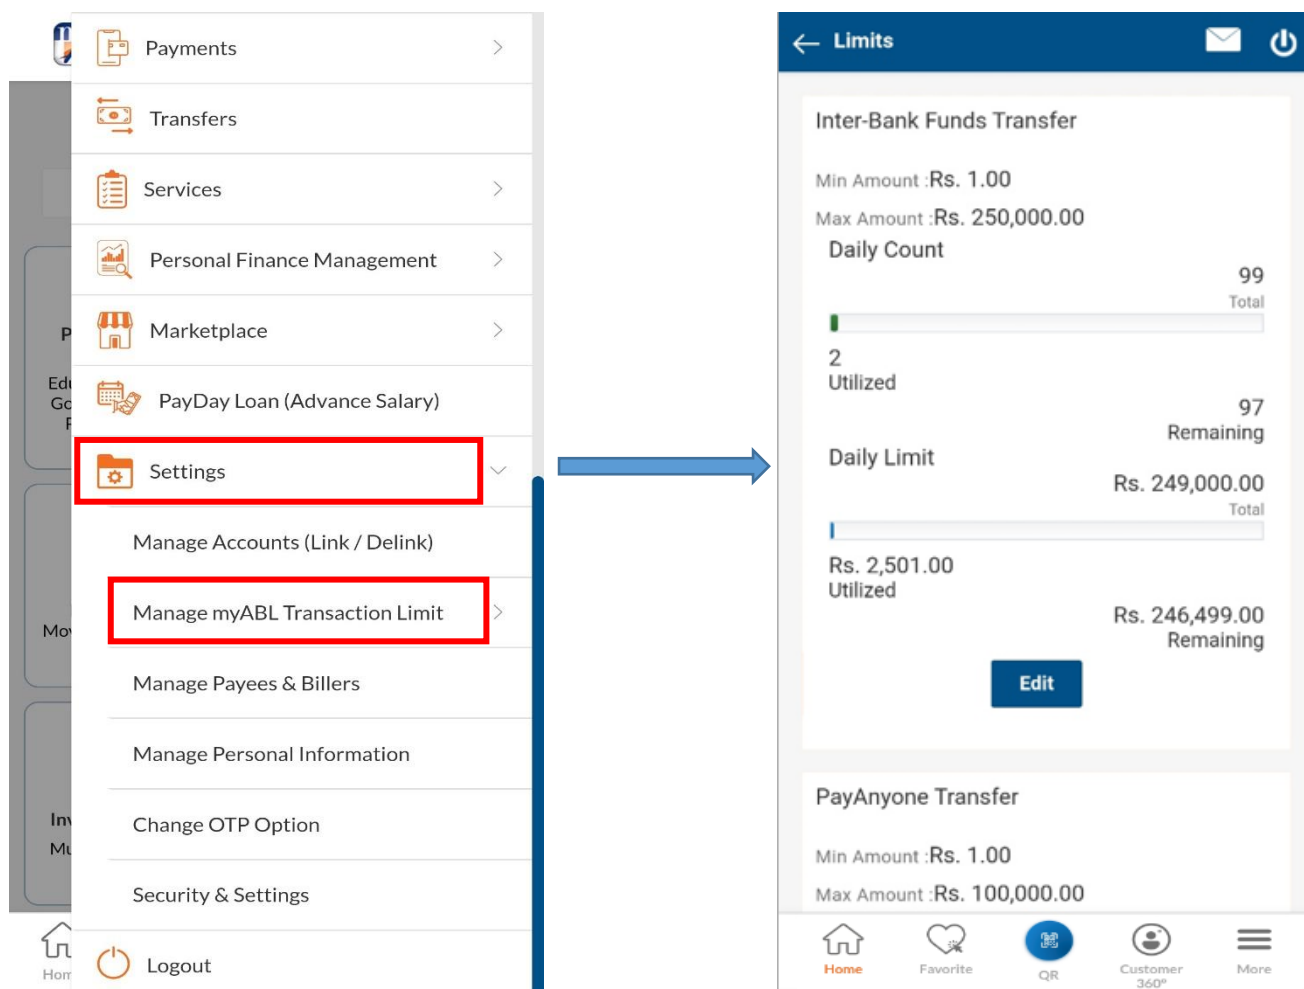 Payments
Transfers
Services
Personal Finance Management
Marketplace
PayDay Loan (Advance Salary)
Settings
Manage Accounts (Link / Delink)
Manage myABL Transaction Limit
Manage Payees & Billers
Manage Personal Information
Change OTP Option
Security & Settings
Logout
Limits
Inter-Bank Funds Transfer
Min Amount :Rs. 1.00
Max Amount :Rs. 250,000.00
Daily Count
99
Total
2
Utilized
97
Remaining
Daily Limit
Rs. 249,000.00
Total
Rs. 2,501.00
Utilized
Rs. 246,499.00
Remaining
Edit
PayAnyone Transfer
Min Amount :Rs. 1.00
Max Amount :Rs. 100,000.00
Home
Favorite
QR
Customer
360°
More